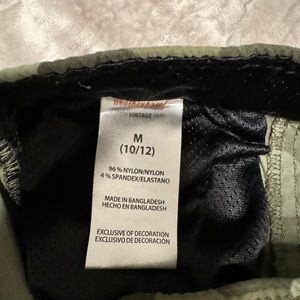 Weatherproof
VINTAGE
M
(10/12)
96 % NYLON/NYLON
4 % SPANDEX/ELASTANO
MADE IN BANGLADESH
HECHO EN BANGLADESH
EXCLUSIVE OF DECORATION
EXCLUSIVO DE DECORACIÓN